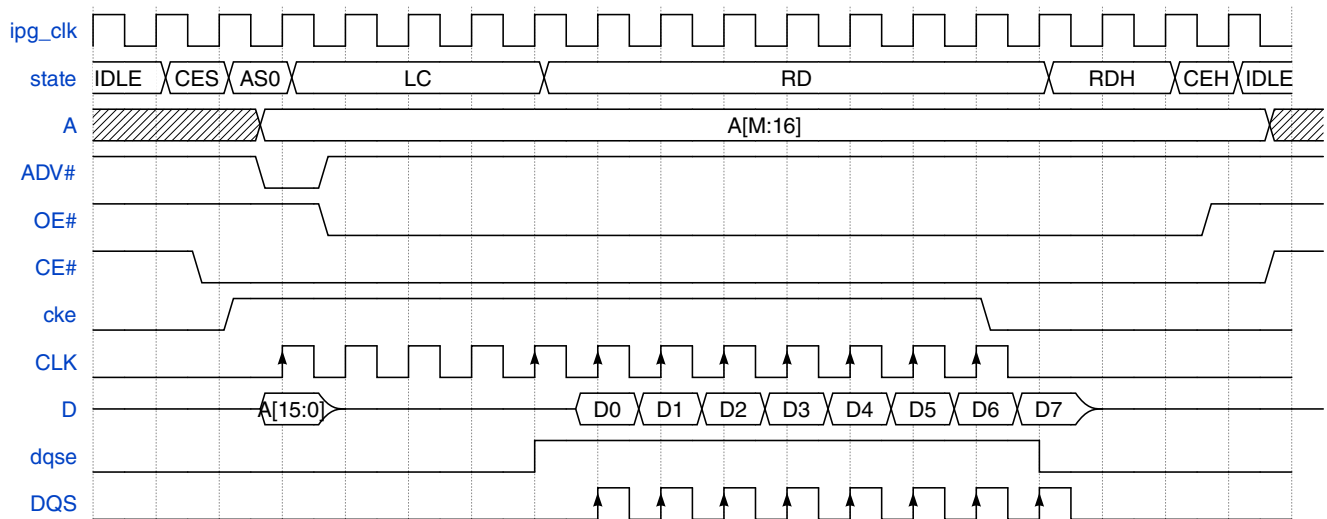 ipg_clk
state IDLE CES AS0 LC RD RDH CEH IDLE
A A[M:16]
ADV#
OE#
CE#
cke
CLK
D A[15:0] D0 D1 D2 D3 D4 D5 D6 D7
dqse
DQS